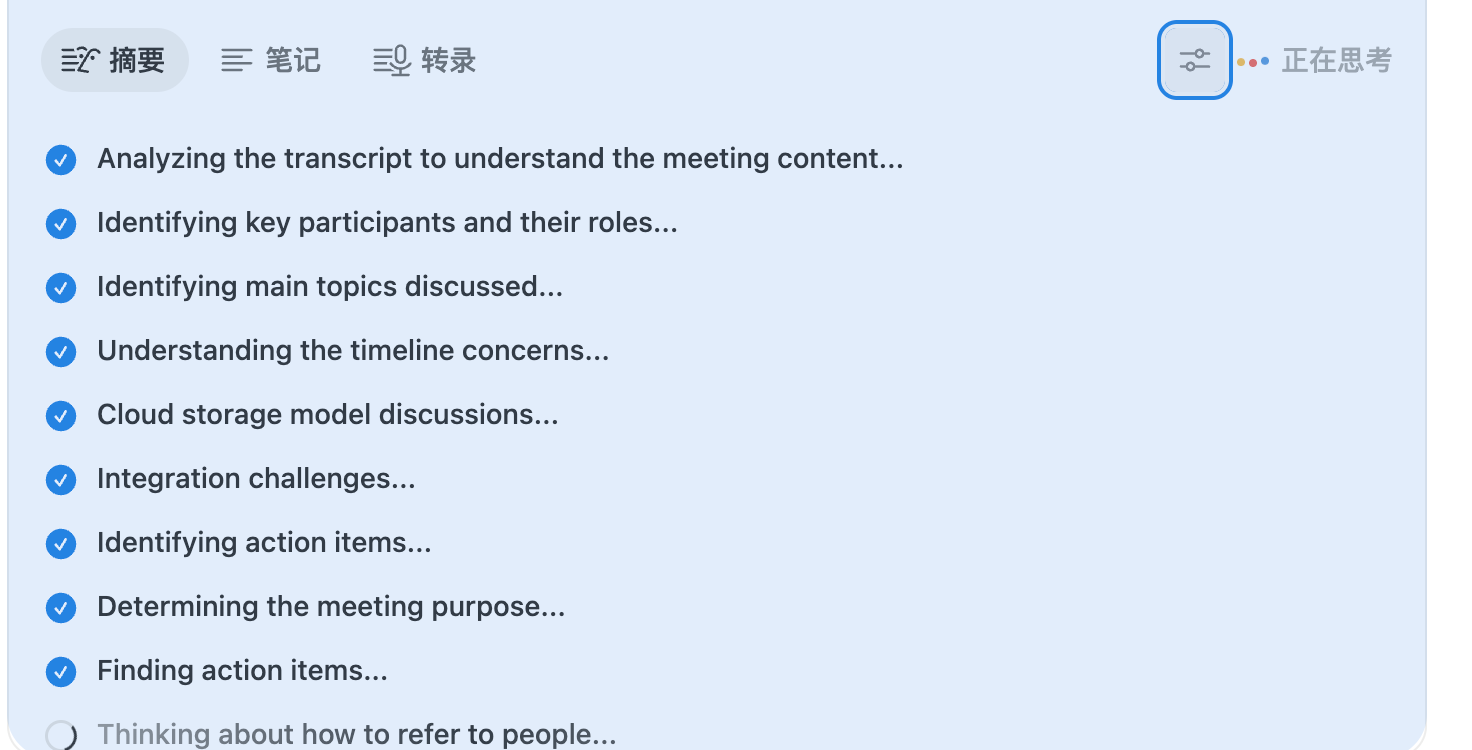 摘要 笔记 转录 正在思考
Analyzing the transcript to understand the meeting content...
Identifying key participants and their roles...
Identifying main topics discussed...
Understanding the timeline concerns...
Cloud storage model discussions...
Integration challenges...
Identifying action items...
Determining the meeting purpose...
Finding action items...
Thinking about how to refer to people...